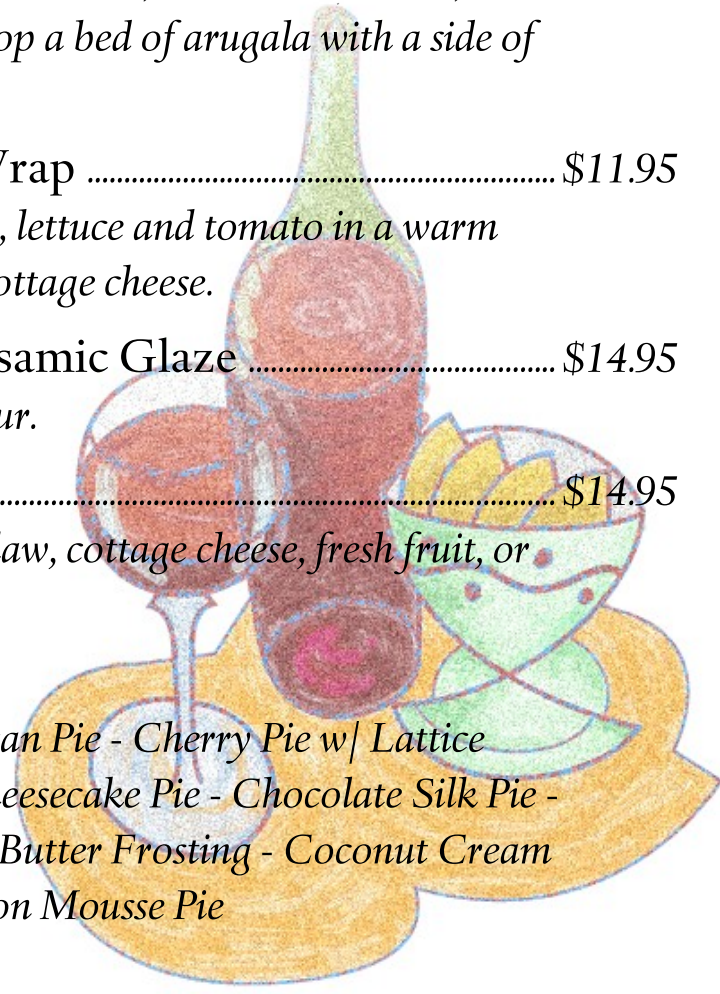 op a bed of arugala with a side of
Wrap ........................................................................ $11.95
, lettuce and tomato in a warm
ottage cheese.
samic Glaze ................................................... $14.95
ur.
........................................................................................... $14.95
law, cottage cheese, fresh fruit, or
an Pie - Cherry Pie w/ Lattice
eesecake Pie - Chocolate Silk Pie -
Butter Frosting - Coconut Cream
on Mousse Pie